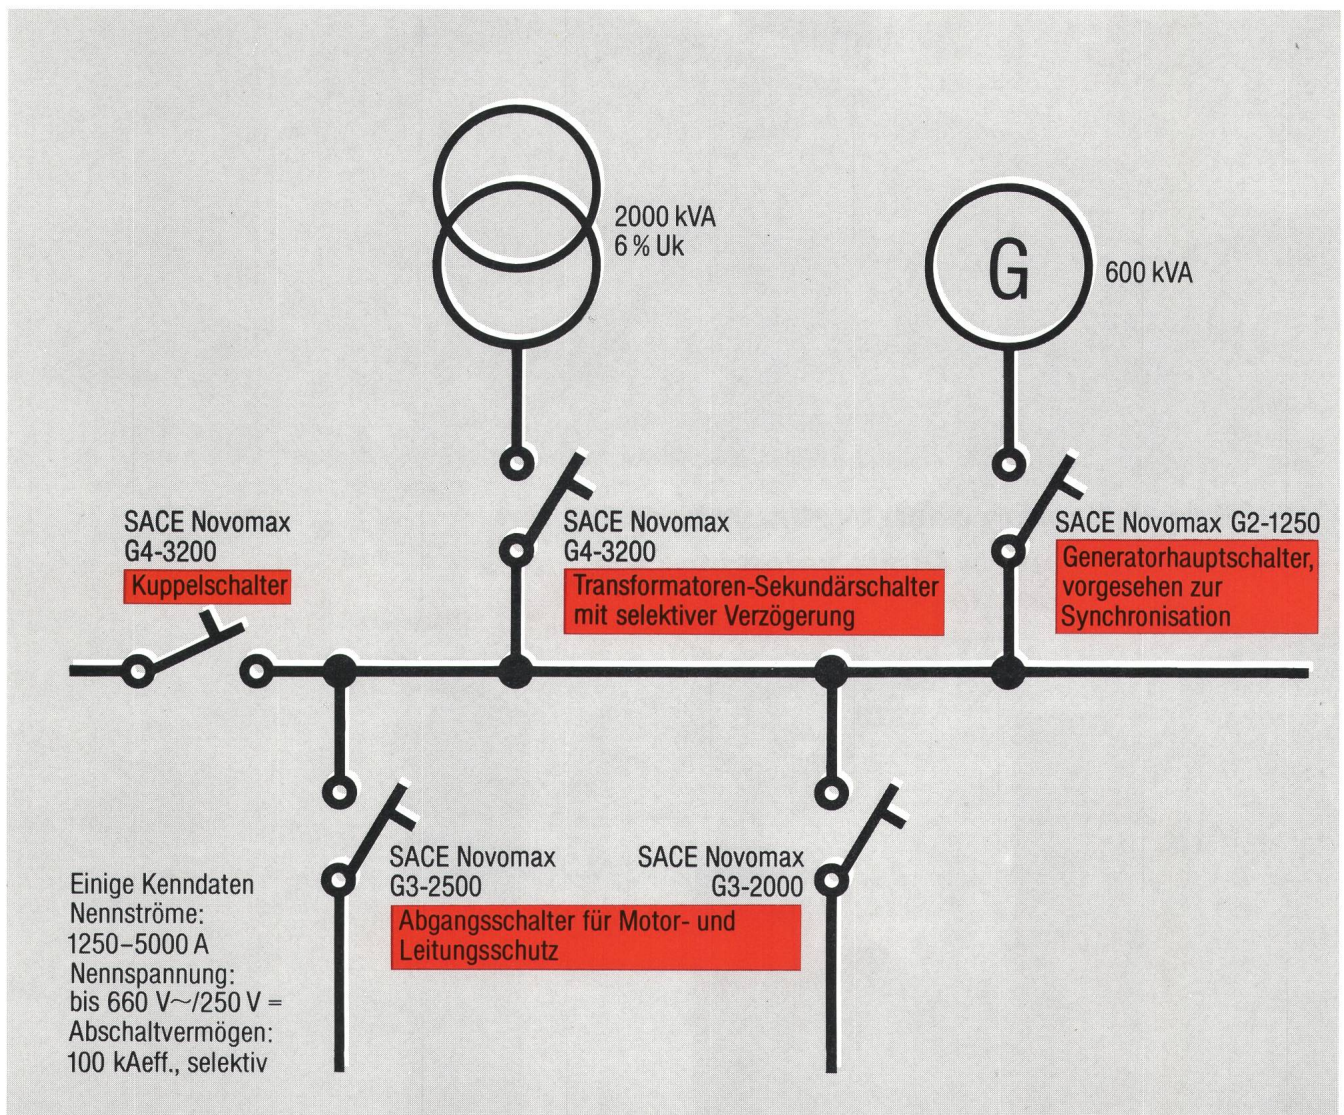 2000 kVA
6% Uk
G
600 kVA
SACE Novomax
G4-3200
Kuppelschalter
SACE Novomax
G4-3200
Transformatoren-Sekundärschalter
mit selektiver Verzögerung
SACE Novomax G2-1250
Generatorhauptschalter,
vorgesehen zur
Synchronisation
SACE Novomax
G3-2500
SACE Novomax
G3-2000
Abgangsschalter für Motor- und
Leitungsschutz
Einige Kenndaten
Nennströme:
1250–5000 A
Nennspannung:
bis 660 V~/250 V =
Abschaltvermögen:
100 kAeff., selektiv